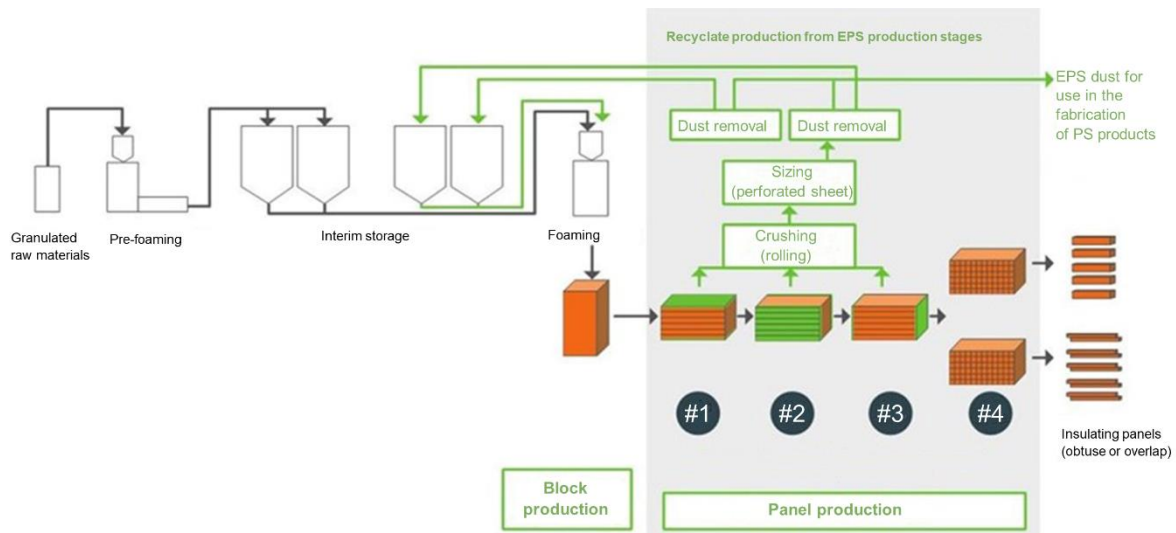 Recyclate production from EPS production stages
EPS dust for
use in the
fabrication
of PS products
Dust removal
Dust removal
Sizing
(perforated sheet)
Crushing
(rolling)
Granulated
raw materials
Pre-foaming
Interim storage
Foaming
#1
#2
#3
#4
Insulating panels
(obtuse or overlap)
Block
production
Panel production